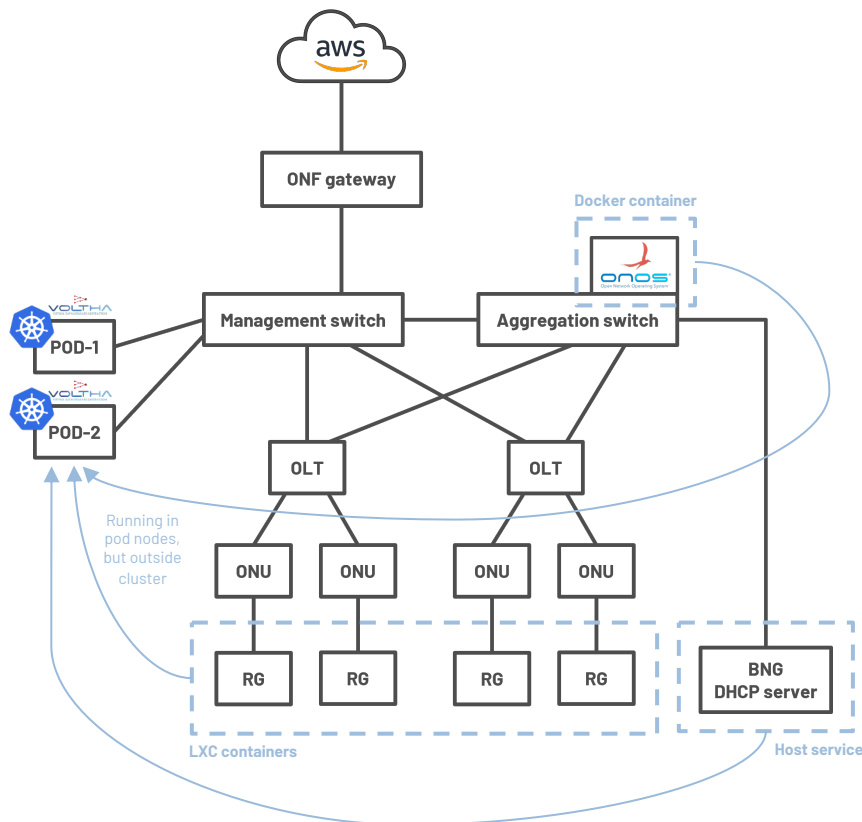 aws
ONF gateway
Docker container
ONOS
Open Network Operating System
VOLTHA
POD-1
Management switch
Aggregation switch
VOLTHA
POD-2
OLT
OLT
Running in
pod nodes,
but outside
cluster
ONU
ONU
ONU
ONU
RG
RG
RG
RG
BNG
DHCP server
LXC containers
Host service